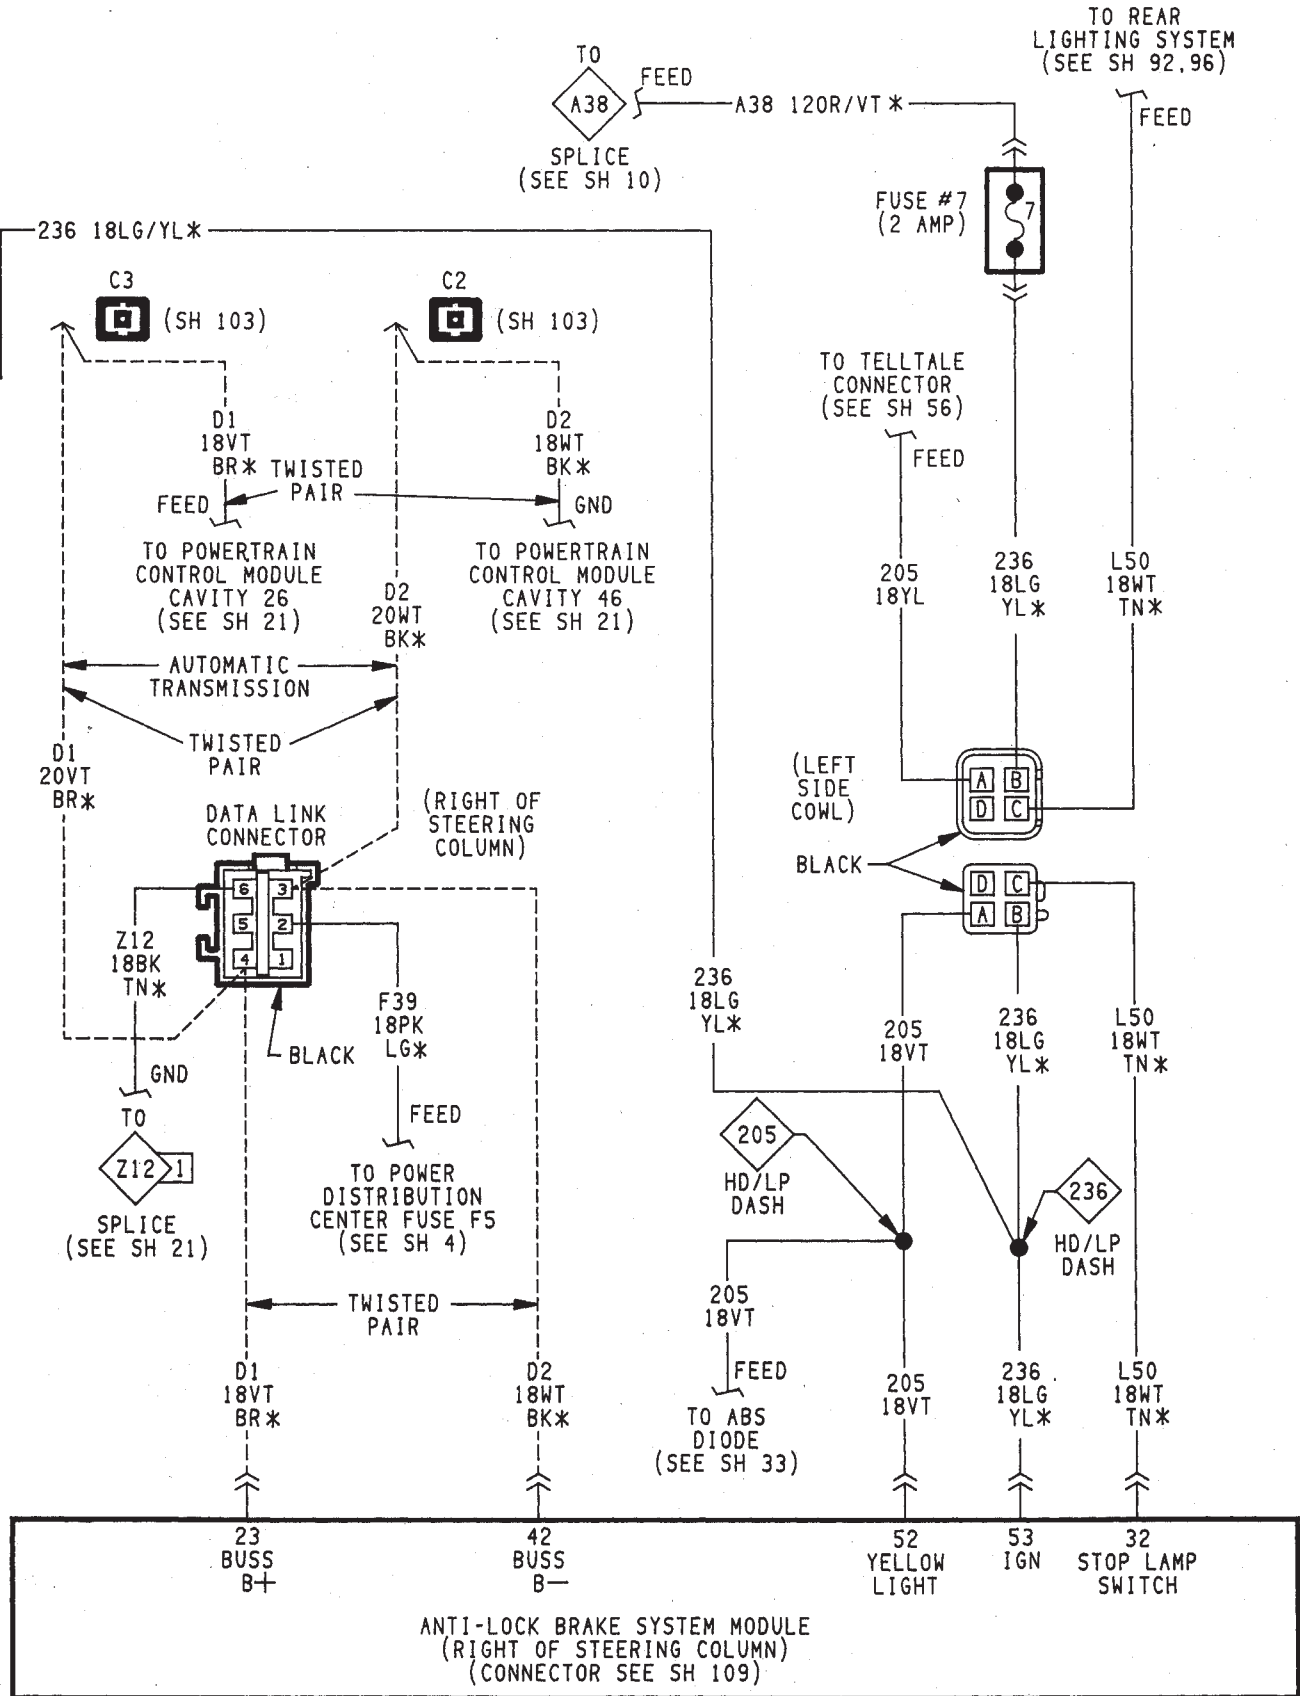 TO REAR
LIGHTING SYSTEM
(SEE SH 92,96)
FEED
TO
A38
FEED
A38 12OR/VT*
SPLICE
(SEE SH 10)
FUSE #7
(2 AMP)
7
236 18LG/YL*
C3
(SH 103)
C2
(SH 103)
TO TELLTALE
CONNECTOR
(SEE SH 56)
FEED
D1
18VT
BR*
TWISTED
PAIR
D2
18WT
BK*
FEED
GND
TO POWERTRAIN
CONTROL MODULE
CAVITY 26
(SEE SH 21)
TO POWERTRAIN
CONTROL MODULE
CAVITY 46
(SEE SH 21)
D2
20WT
BK*
205
18YL
236
18LG
YL*
L50
18WT
TN*
AUTOMATIC
TRANSMISSION
TWISTED
PAIR
D1
20VT
BR*
DATA LINK
CONNECTOR
(RIGHT OF
STEERING
COLUMN)
(LEFT
SIDE
COWL)
A B
D C
BLACK
D C
A B
6 3
5 2
4 1
Z12
18BK
TN*
F39
18PK
LG*
BLACK
236
18LG
YL*
205
18VT
236
18LG
YL*
L50
18WT
TN*
GND
TO
Z12 1
SPLICE
(SEE SH 21)
FEED
TO POWER
DISTRIBUTION
CENTER FUSE F5
(SEE SH 4)
205
HD/LP
DASH
236
HD/LP
DASH
TWISTED
PAIR
205
18VT
FEED
TO ABS
DIODE
(SEE SH 33)
D1
18VT
BR*
D2
18WT
BK*
205
18VT
236
18LG
YL*
L50
18WT
TN*
23
BUSS
B+
42
BUSS
B-
52
YELLOW
LIGHT
53
IGN
32
STOP LAMP
SWITCH
ANTI-LOCK BRAKE SYSTEM MODULE
(RIGHT OF STEERING COLUMN)
(CONNECTOR SEE SH 109)